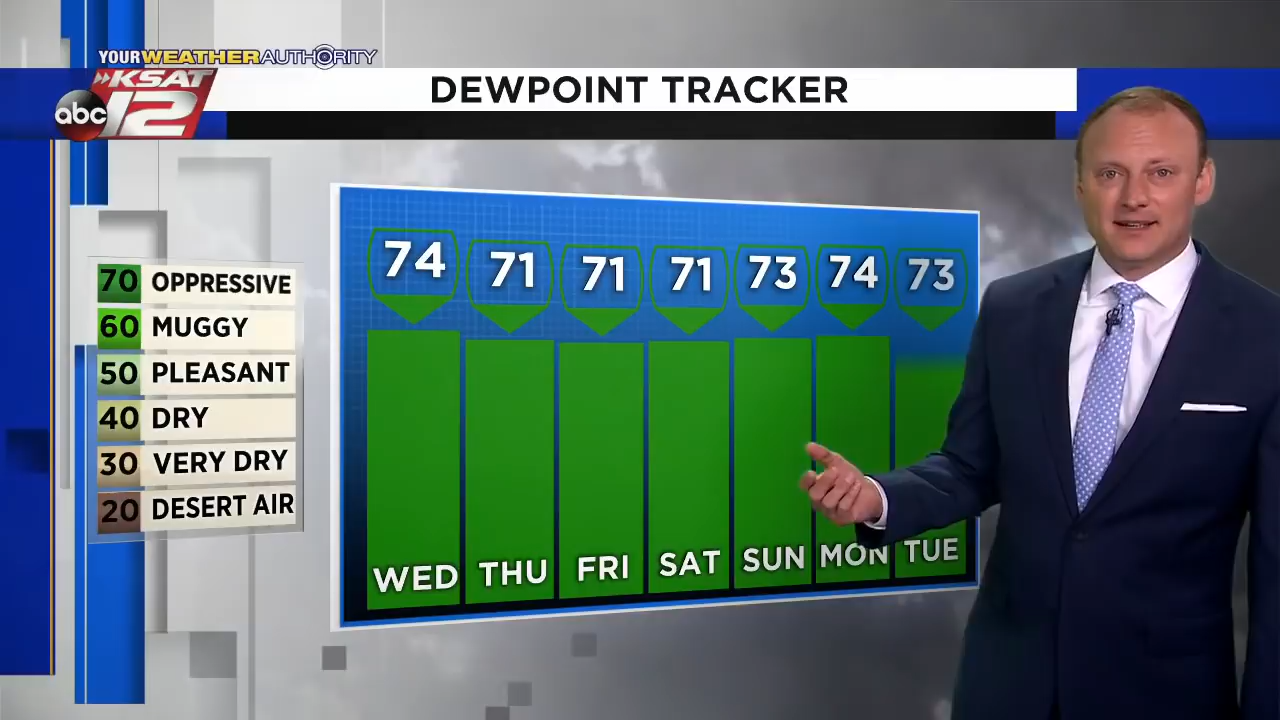 YOUR WEATHER AUTHORITY
KSAT
abc 12
DEWPOINT TRACKER
70 OPPRESSIVE
60 MUGGY
50 PLEASANT
40 DRY
30 VERY DRY
20 DESERT AIR
74 71 71 71 73 74 73
WED THU FRI SAT SUN MON TUE